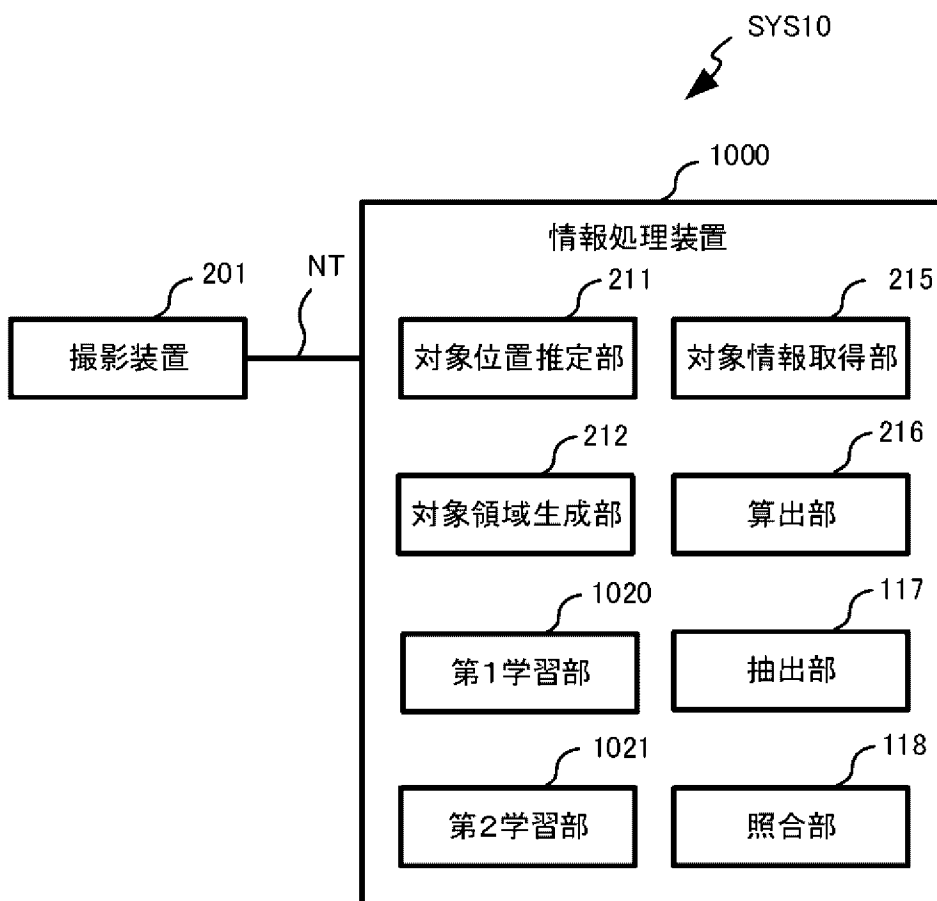 SYS10
1000
情報処理装置
201
NT
211
215
撮影装置
対象位置推定部
対象情報取得部
212
216
対象領域生成部
算出部
1020
117
第1学習部
抽出部
1021
118
第2学習部
照合部